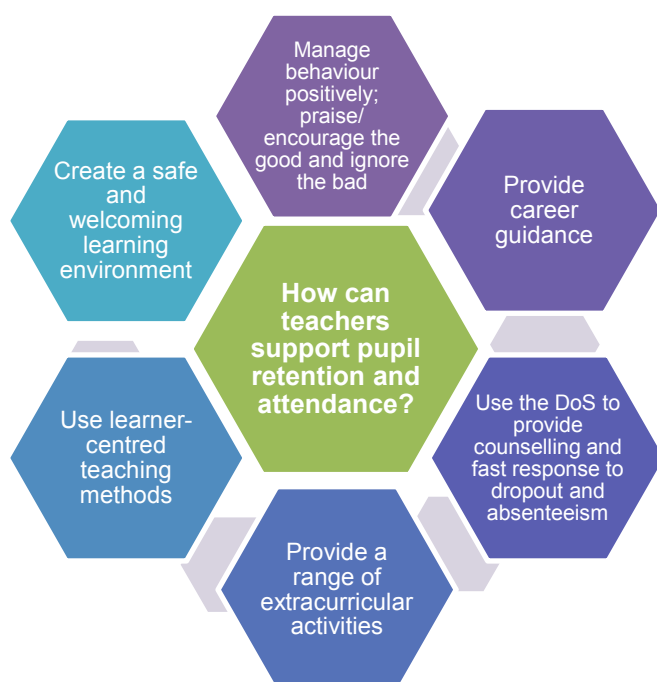 Manage
behaviour
positively;
praise/
encourage the
good and ignore
the bad
Provide
career
guidance
Use the DoS to
provide
counselling and
fast response to
dropout and
absenteeism
Provide a
range of
extracurricular
activities
Use learner-
centred
teaching
methods
Create a safe
and
welcoming
learning
environment
How can
teachers
support pupil
retention and
attendance?